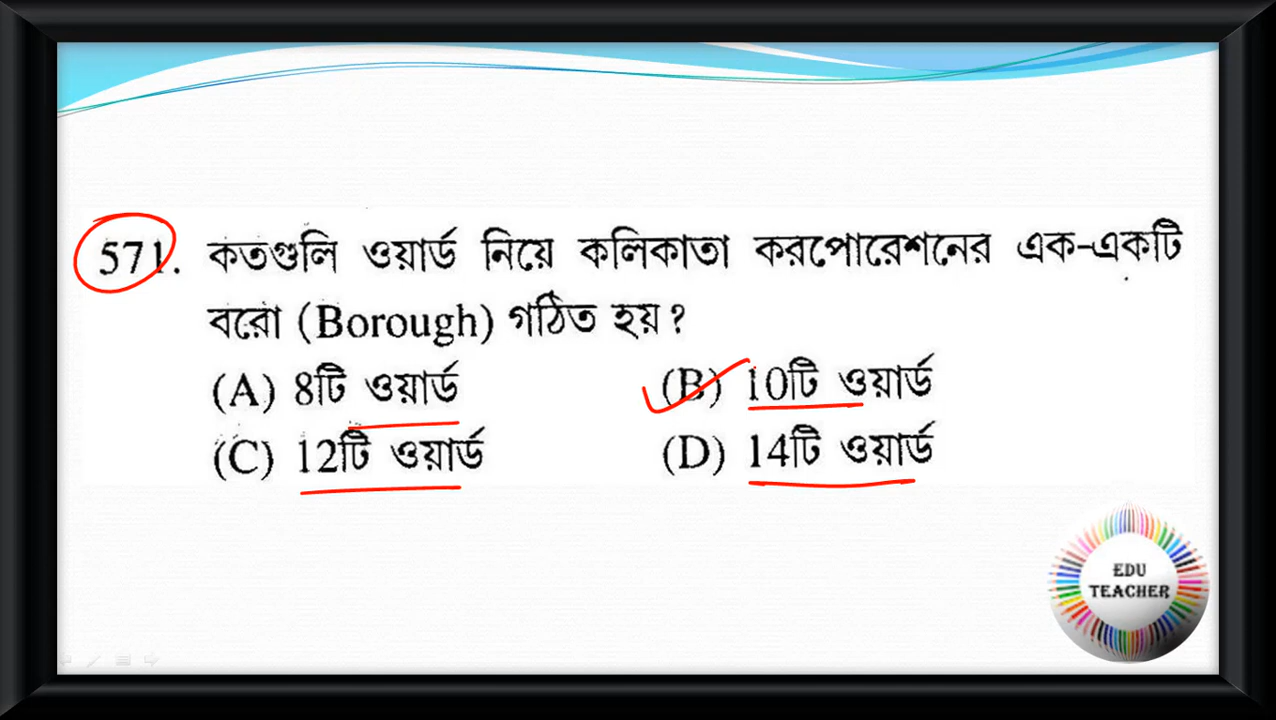 571. কতগুলি ওয়ার্ড নিয়ে কলিকাতা করপোরেশনের এক-একটি
বরো (Borough) গঠিত হয়?
(A) 8টি ওয়ার্ড (B) 10টি ওয়ার্ড
(C) 12টি ওয়ার্ড (D) 14টি ওয়ার্ড
EDU
TEACHER